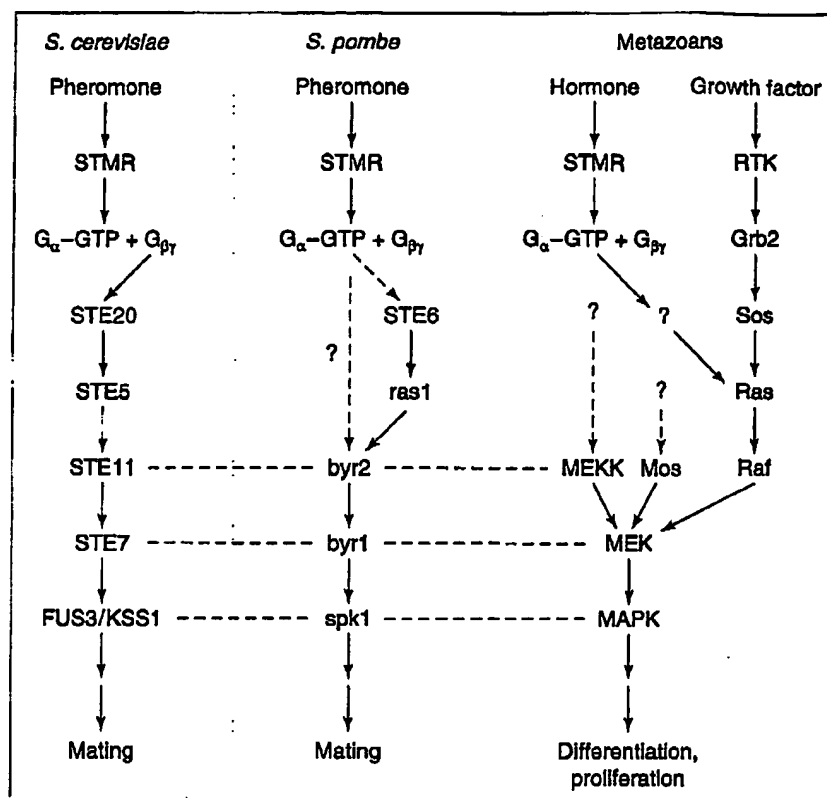 S. cerevisiae S. pombe Metazoans
Pheromone Pheromone Hormone Growth factor
STMR STMR STMR RTK
Gα–GTP + Gβγ Gα–GTP + Gβγ Gα–GTP + Gβγ Grb2
STE20 STE6 ? ? Sos
?
STE5 ras1 ? Ras
STE11 byr2 MEKK Mos Raf
STE7 byr1 MEK
FUS3/KSS1 spk1 MAPK
Mating Mating Differentiation,
proliferation